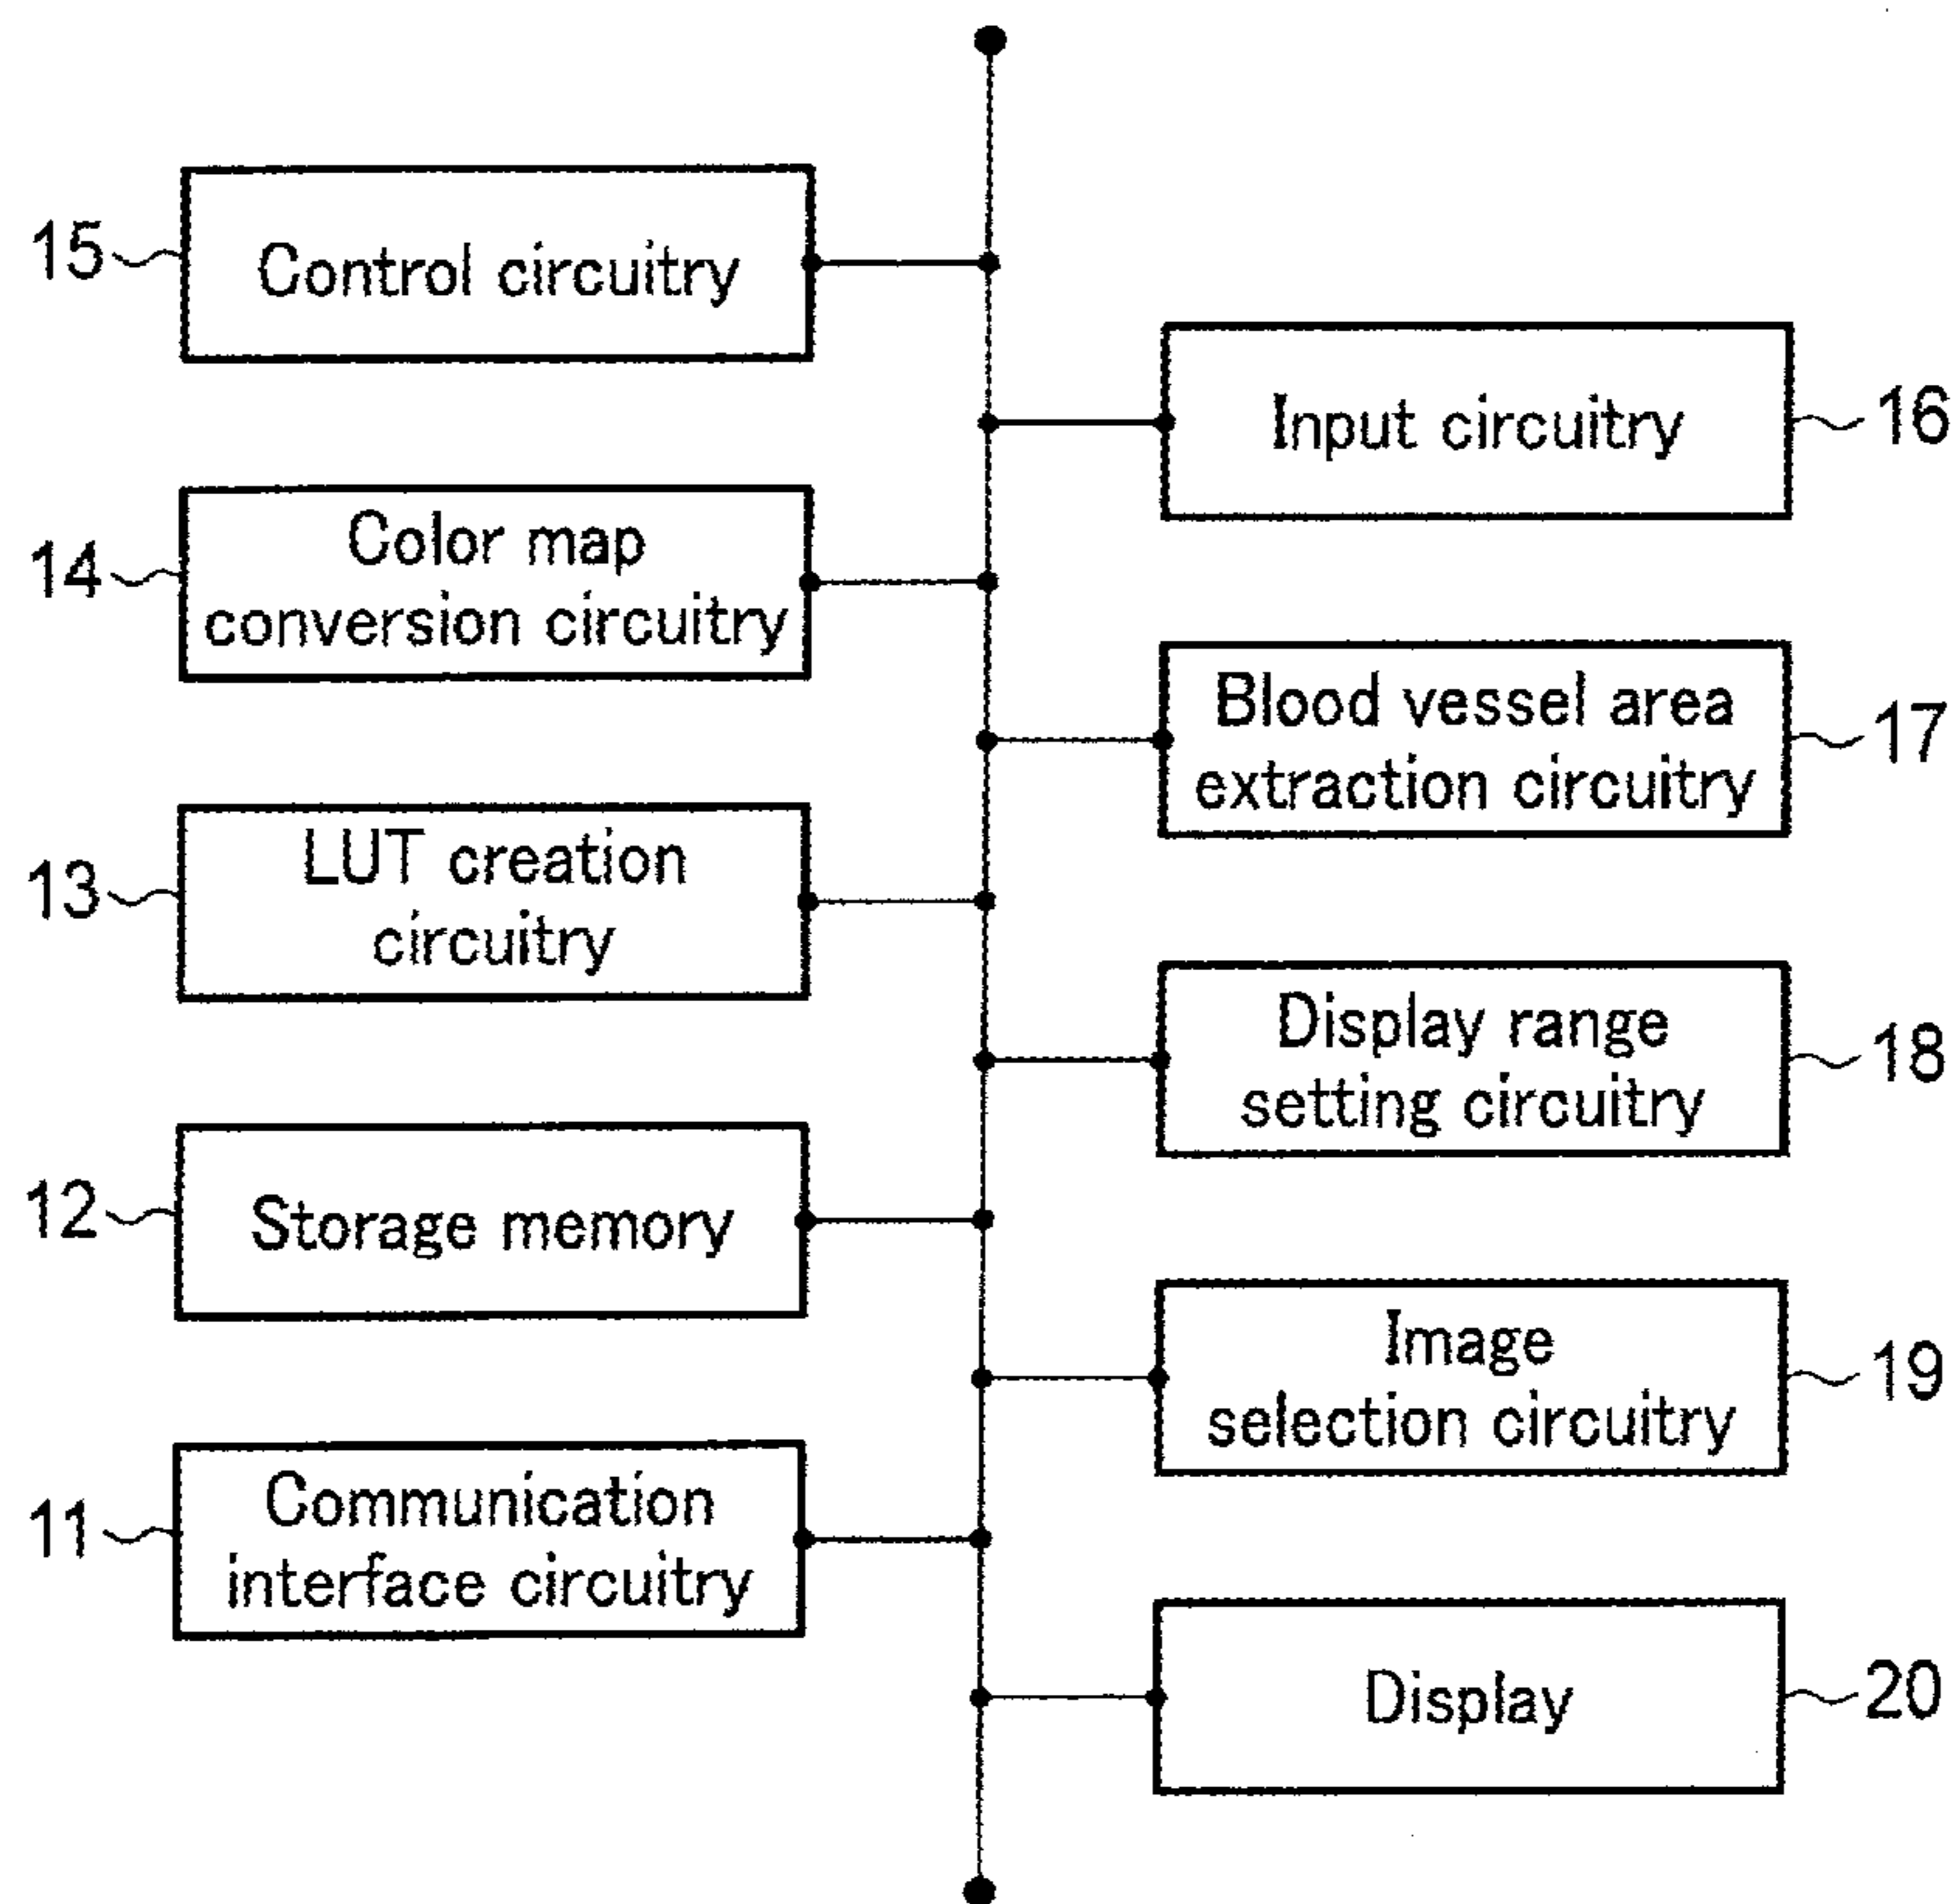 15
Control circuitry
Input circuitry
16
14
Color map
conversion circuitry
Blood vessel area
extraction circuitry
17
13
LUT creation
circuitry
Display range
setting circuitry
18
12
Storage memory
Image
selection circuitry
19
11
Communication
interface circuitry
Display
20